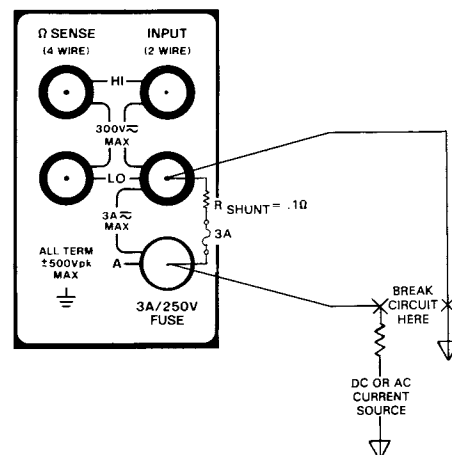 Ω SENSE
(4 WIRE)
INPUT
(2 WIRE)
HI
300V⏦
MAX
LO
3A⏦
MAX
R SHUNT = .1Ω
3A
ALL TERM
±500Vpk
MAX
A
3A/250V
FUSE
BREAK
CIRCUIT
HERE
DC OR AC
CURRENT
SOURCE